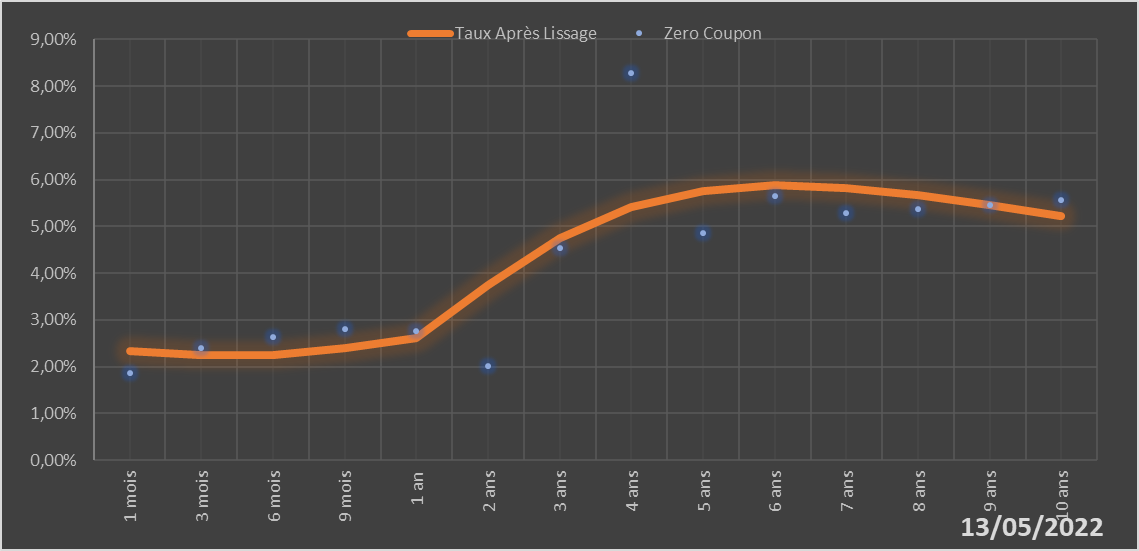 Taux Après Lissage
Zero Coupon
9,00%
8,00%
7,00%
6,00%
5,00%
4,00%
3,00%
2,00%
1,00%
0,00%
1 mois
3 mois
6 mois
9 mois
1 an
2 ans
3 ans
4 ans
5 ans
6 ans
7 ans
8 ans
9 ans
10 ans
13/05/2022